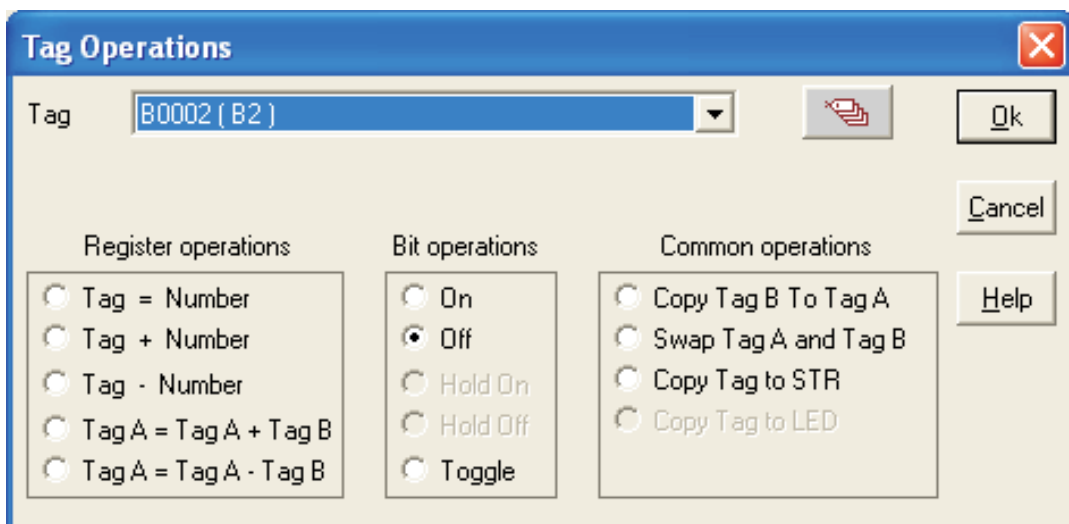 Tag Operations
Tag B0002 ( B2 )
Ok
Cancel
Help
Register operations
Tag = Number
Tag + Number
Tag - Number
Tag A = Tag A + Tag B
Tag A = Tag A - Tag B
Bit operations
On
Off
Hold On
Hold Off
Toggle
Common operations
Copy Tag B To Tag A
Swap Tag A and Tag B
Copy Tag to STR
Copy Tag to LED